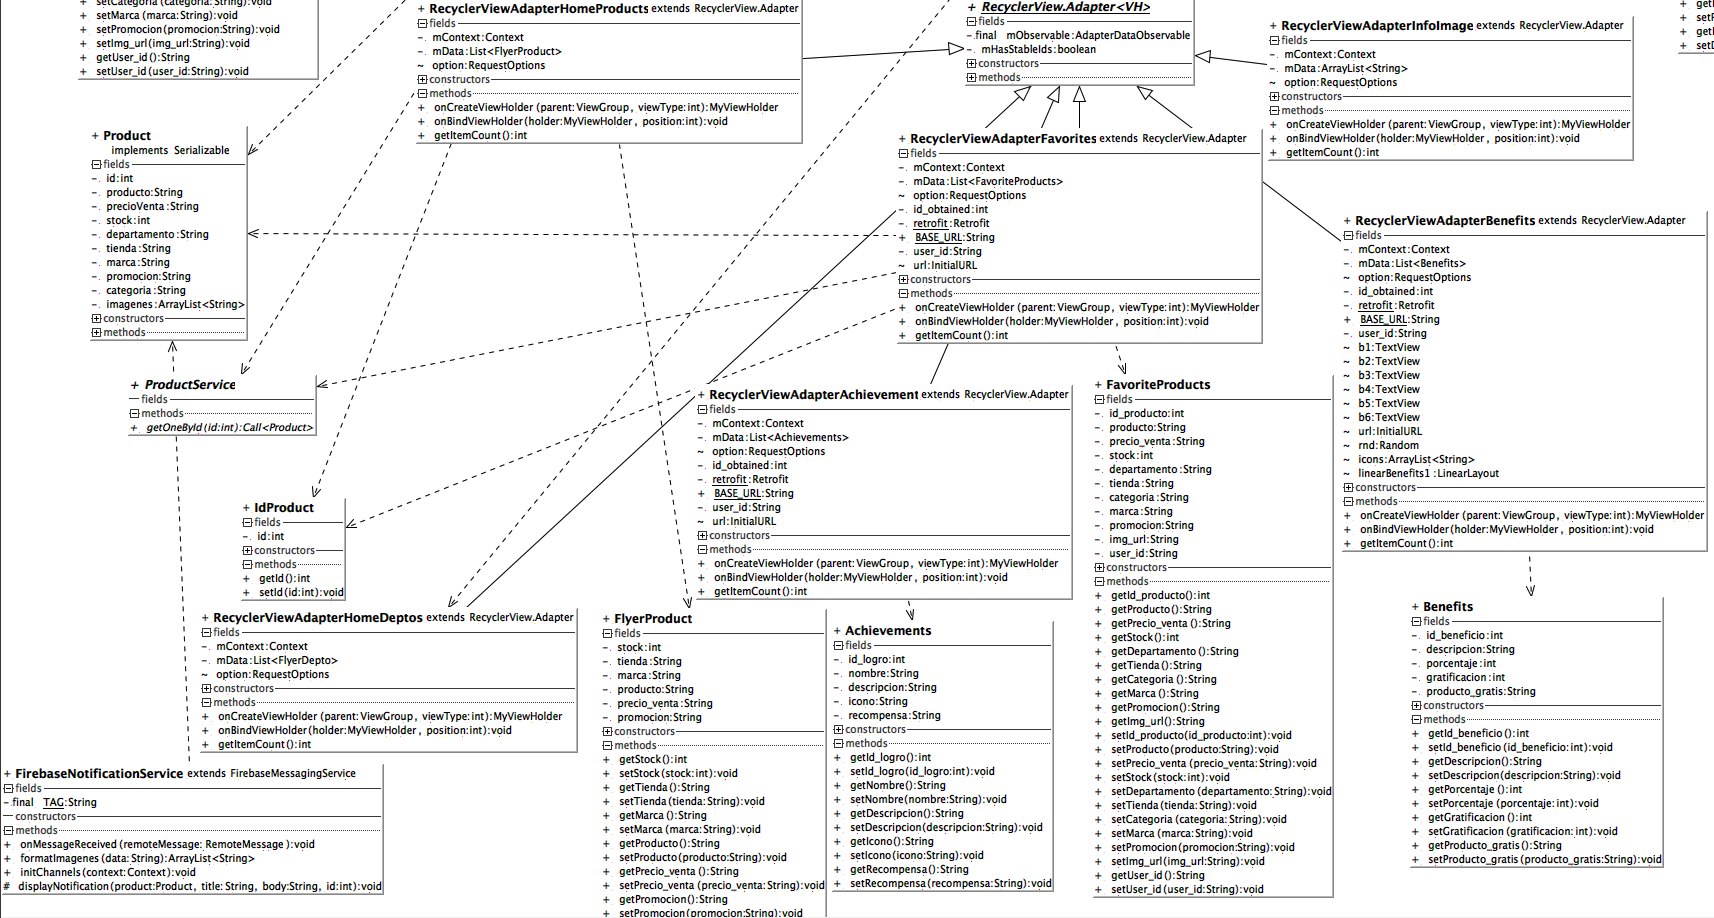 setCategoria (categoria:String):void
+ setMarca (marca:String):void
+ setPromocion(promocion:String):void
+ setImg_url(img_url:String):void
+ getUser_id():String
+ setUser_id (user_id:String):void
+ RecyclerViewAdapterHomeProducts extends RecyclerView.Adapter
fields
- mContext:Context
- mData:List<FlyerProduct>
~ option:RequestOptions
constructors
methods
+ onCreateViewHolder (parent:ViewGroup, viewType:int):MyViewHolder
+ onBindViewHolder(holder:MyViewHolder, position:int):void
+ getItemCount():int
+ RecyclerView.Adapter<VH>
fields
- final mObservable:AdapterDataObservable
- mHasStableIds:boolean
constructors
methods
+ RecyclerViewAdapterInfoImage extends RecyclerView.Adapter
fields
- mContext:Context
- mData:ArrayList<String>
~ option:RequestOptions
constructors
methods
+ onCreateViewHolder (parent:ViewGroup, viewType:int):MyViewHolder
+ onBindViewHolder(holder:MyViewHolder, position:int):void
+ getItemCount():int
+ Product
implements Serializable
fields
- id:int
- producto:String
- precioVenta:String
- stock:int
- departamento:String
- tienda:String
- marca:String
- promocion:String
- categoria:String
- imagenes:ArrayList<String>
constructors
methods
+ RecyclerViewAdapterFavorites extends RecyclerView.Adapter
fields
- mContext:Context
- mData:List<FavoriteProducts>
~ option:RequestOptions
- id_obtained:int
- retrofit:Retrofit
+ BASE_URL:String
- user_id:String
~ url:InitialURL
constructors
methods
+ onCreateViewHolder (parent:ViewGroup, viewType:int):MyViewHolder
+ onBindViewHolder(holder:MyViewHolder, position:int):void
+ getItemCount():int
+ RecyclerViewAdapterBenefits extends RecyclerView.Adapter
fields
- mContext:Context
- mData:List<Benefits>
~ option:RequestOptions
- id_obtained:int
- retrofit:Retrofit
+ BASE_URL:String
- user_id:String
~ b1:TextView
~ b2:TextView
~ b3:TextView
~ b4:TextView
~ b5:TextView
~ b6:TextView
~ url:InitialURL
~ rnd:Random
~ icons:ArrayList<String>
~ linearBenefits1 :LinearLayout
constructors
methods
+ onCreateViewHolder (parent:ViewGroup, viewType:int):MyViewHolder
+ onBindViewHolder(holder:MyViewHolder, position:int):void
+ getItemCount():int
+ ProductService
fields
methods
+ getOneById(id:int):Call<Product>
+ RecyclerViewAdapterAchievement extends RecyclerView.Adapter
fields
- mContext:Context
- mData:List<Achievements>
~ option:RequestOptions
- id_obtained:int
- retrofit:Retrofit
+ BASE_URL:String
- user_id:String
~ url:InitialURL
constructors
methods
+ onCreateViewHolder (parent:ViewGroup, viewType:int):MyViewHolder
+ onBindViewHolder(holder:MyViewHolder, position:int):void
+ getItemCount():int
+ FavoriteProducts
fields
- id_producto:int
- producto:String
- precio_venta:String
- stock:int
- departamento:String
- tienda:String
- categoria:String
- marca:String
- promocion:String
- img_url:String
- user_id:String
constructors
methods
+ getId_producto():int
+ getProducto():String
+ getPrecio_venta ():String
+ getStock():int
+ getDepartamento ():String
+ getTienda():String
+ getCategoria ():String
+ getMarca ():String
+ getPromocion():String
+ getImg_url():String
+ setId_producto(id_producto:int):void
+ setProducto (producto:String):void
+ setPrecio_venta (precio_venta:String):void
+ setStock (stock:int):void
+ setDepartamento (departamento:String):void
+ setTienda (tienda:String):void
+ setCategoria (categoria:String):void
+ setMarca (marca:String):void
+ setPromocion(promocion:String):void
+ setImg_url(img_url:String):void
+ getUser_id():String
+ setUser_id (user_id:String):void
+ IdProduct
fields
- id:int
constructors
methods
+ getId():int
+ setId(id:int):void
+ RecyclerViewAdapterHomeDeptos extends RecyclerView.Adapter
fields
- mContext:Context
- mData:List<FlyerDepto>
~ option:RequestOptions
constructors
methods
+ onCreateViewHolder (parent:ViewGroup, viewType:int):MyViewHolder
+ onBindViewHolder(holder:MyViewHolder, position:int):void
+ getItemCount():int
+ FlyerProduct
fields
- stock:int
- tienda:String
- marca:String
- producto:String
- precio_venta:String
- promocion:String
constructors
methods
+ getStock():int
+ setStock(stock:int):void
+ getTienda():String
+ setTienda(tienda:String):void
+ getMarca ():String
+ setMarca (marca:String):void
+ getProducto():String
+ setProducto (producto:String):void
+ getPrecio_venta ():String
+ setPrecio_venta (precio_venta:String):void
+ getPromocion():String
+ setPromocion(promocion:String):void
+ Achievements
fields
- id_logro:int
- nombre:String
- descripcion:String
- icono:String
- recompensa:String
constructors
methods
+ getId_logro():int
+ setId_logro(id_logro:int):void
+ getNombre():String
+ setNombre(nombre:String):void
+ getDescripcion():String
+ setDescripcion(descripcion:String):void
+ getIcono():String
+ setIcono(icono:String):void
+ getRecompensa():String
+ setRecompensa(recompensa:String):void
+ Benefits
fields
- id_beneficio:int
- descripcion:String
- porcentaje:int
- gratificacion:int
- producto_gratis:String
constructors
methods
+ getId_beneficio():int
+ setId_beneficio(id_beneficio:int):void
+ getDescripcion():String
+ setDescripcion(descripcion:String):void
+ getPorcentaje ():int
+ setPorcentaje (porcentaje:int):void
+ getGratificacion ():int
+ setGratificacion (gratificacion:int):void
+ getProducto_gratis():String
+ setProducto_gratis (producto_gratis:String):void
+ FirebaseNotificationService extends FirebaseMessagingService
fields
- final TAG:String
constructors
methods
+ onMessageReceived (remoteMessage: RemoteMessage ):void
+ formatImagenes (data:String):ArrayList<String>
+ initChannels(context:Context):void
# displayNotification(product:Product, title:String, body:String, id:int):void